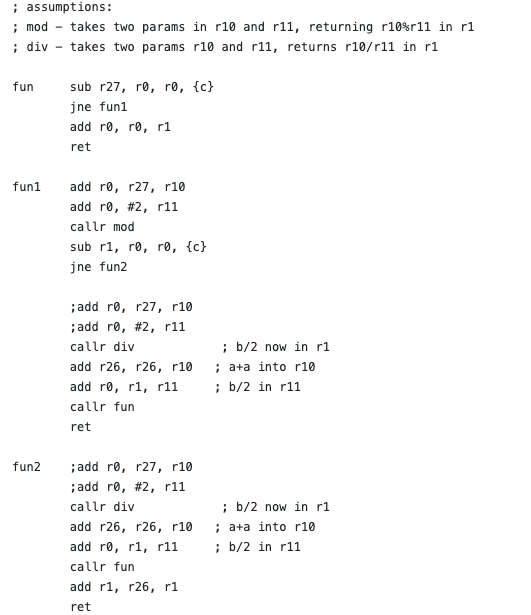 ; assumptions:
; mod – takes two params in r10 and r11, returning r10%r11 in r1
; div – takes two params r10 and r11, returns r10/r11 in r1
fun sub r27, r0, r0, {c}
jne fun1
add r0, r0, r1
ret
fun1 add r0, r27, r10
add r0, #2, r11
callr mod
sub r1, r0, r0, {c}
jne fun2
;add r0, r27, r10
;add r0, #2, r11
callr div ; b/2 now in r1
add r26, r26, r10 ; a+a into r10
add r0, r1, r11 ; b/2 in r11
callr fun
ret
fun2 ;add r0, r27, r10
;add r0, #2, r11
callr div ; b/2 now in r1
add r26, r26, r10 ; a+a into r10
add r0, r1, r11 ; b/2 in r11
callr fun
add r1, r26, r1
ret